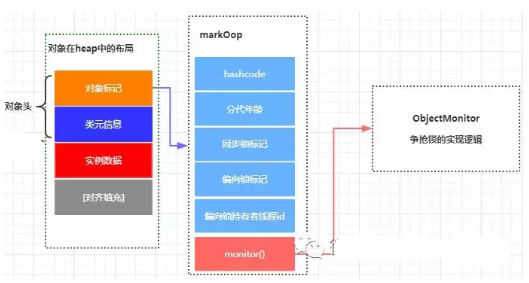 对象在heap中的布局
对象头
对象标记
类元信息
实例数据
[对齐填充]
markOop
hashcode
分代年龄
同步锁标记
偏向锁标记
偏向锁持有者线程id
monitor()
ObjectMonitor
争抢锁的实现逻辑